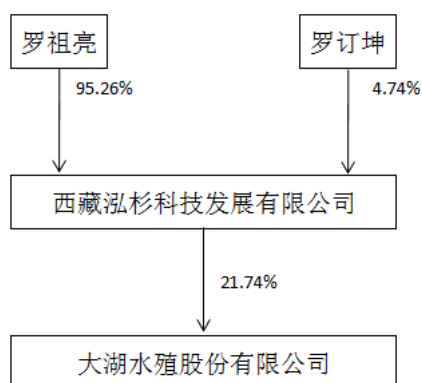 罗祖亮
罗订坤
95.26%
4.74%
西藏泓杉科技发展有限公司
21.74%
大湖水殖股份有限公司